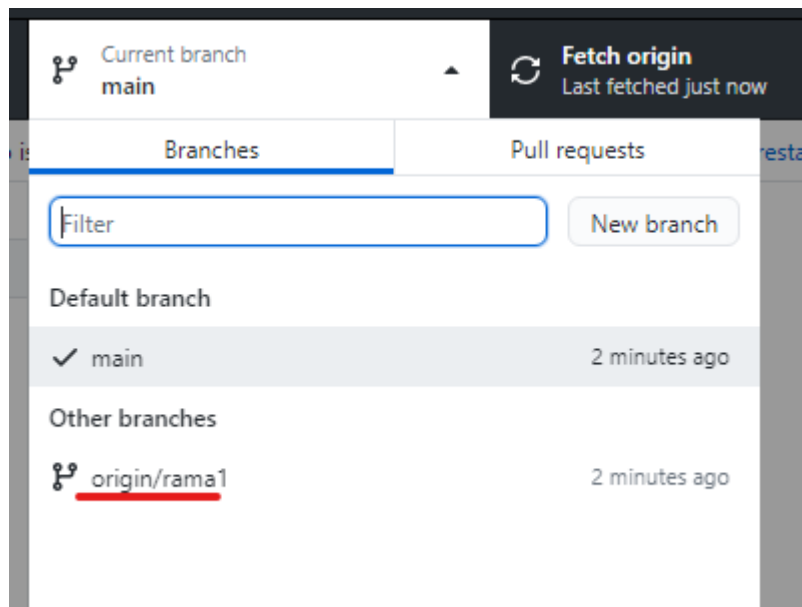 Current branch
main
Fetch origin
Last fetched just now
Branches
Pull requests
Filter
New branch
Default branch
main
2 minutes ago
Other branches
origin/rama1
2 minutes ago